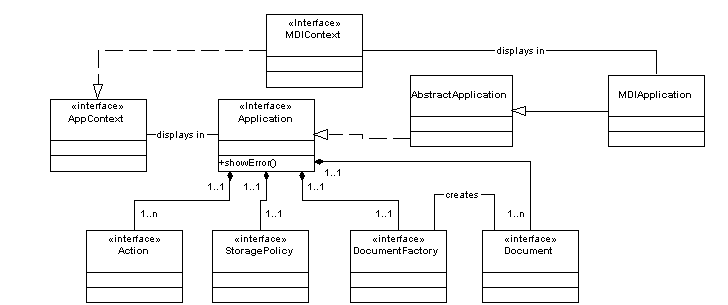 «Interface»
MDIContext
displays in
«interface»
AppContext
displays in
«Interface»
Application
+showError()
AbstractApplication
MDIApplication
1..1
1..1
1..1
1..1
1..n
1..1
1..1
creates
1..n
«interface»
Action
«interface»
StoragePolicy
«interface»
DocumentFactory
«interface»
Document